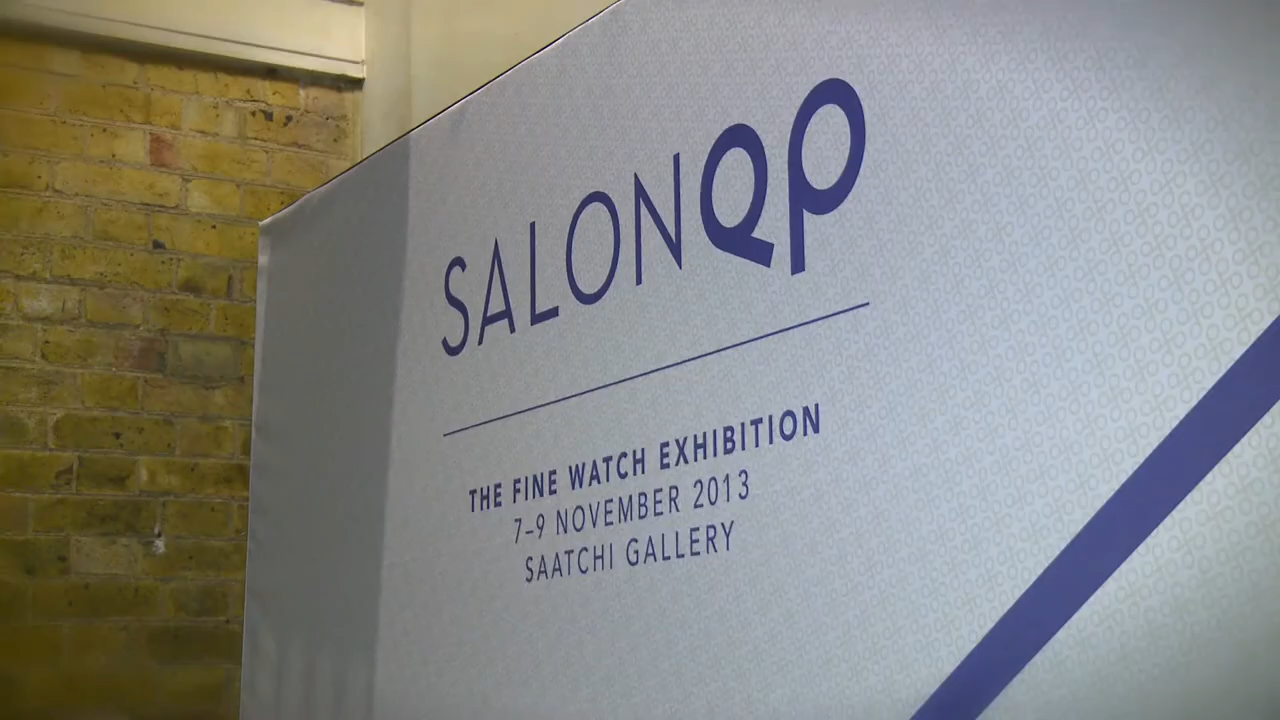 SALONQP
THE FINE WATCH EXHIBITION
7–9 NOVEMBER 2013
SAATCHI GALLERY